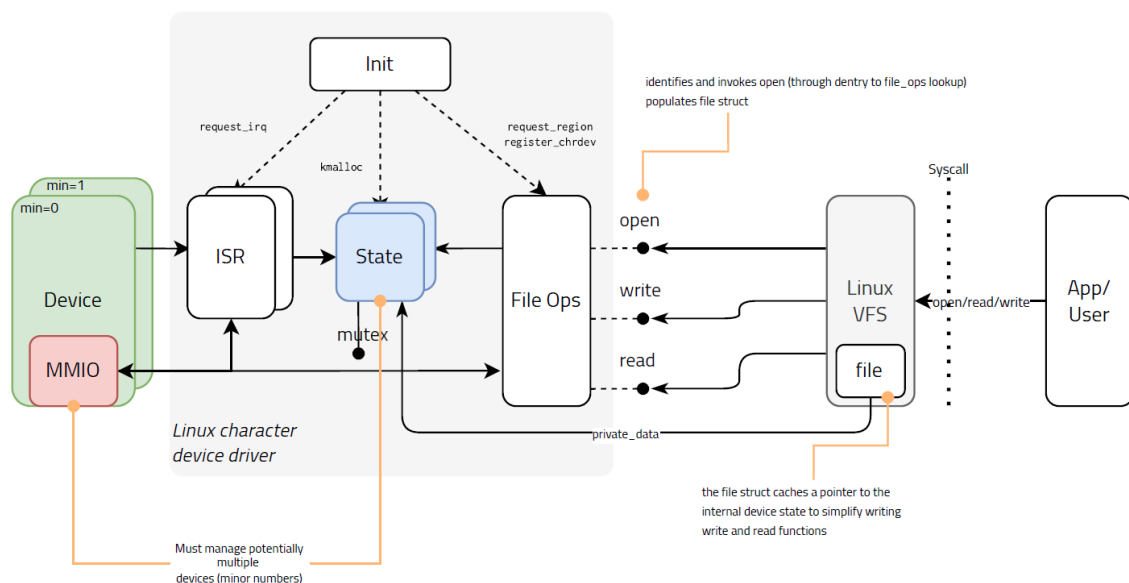 Init
identifies and invokes open (through dentry to file_ops lookup)
populates file struct
request_irq
request_region
register_chrdev
kmalloc
Syscall
min=1
min=0
open
ISR
State
Device
File Ops
write
Linux
VFS
open/read/write
App/
User
mutex
read
MMIO
file
Linux character
device driver
private_data
the file struct caches a pointer to the
internal device state to simplify writing
write and read functions
Must manage potentially
multiple
devices (minor numbers)